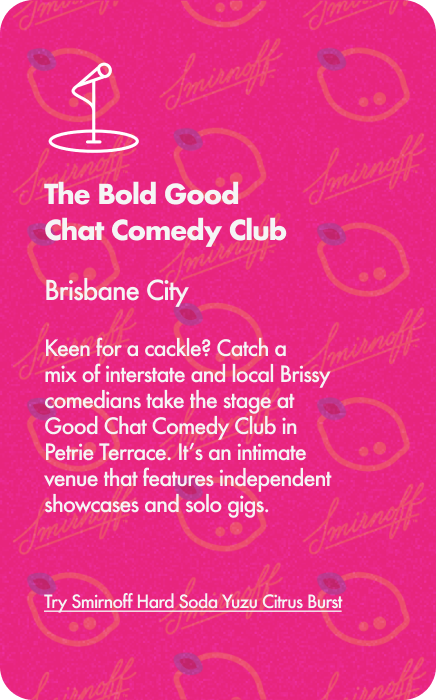 The Bold Good
Chat Comedy Club
Brisbane City
Keen for a cackle? Catch a
mix of interstate and local Brissy
comedians take the stage at
Good Chat Comedy Club in
Petrie Terrace. It’s an intimate
venue that features independent
showcases and solo gigs.
Try Smirnoff Hard Soda Yuzu Citrus Burst